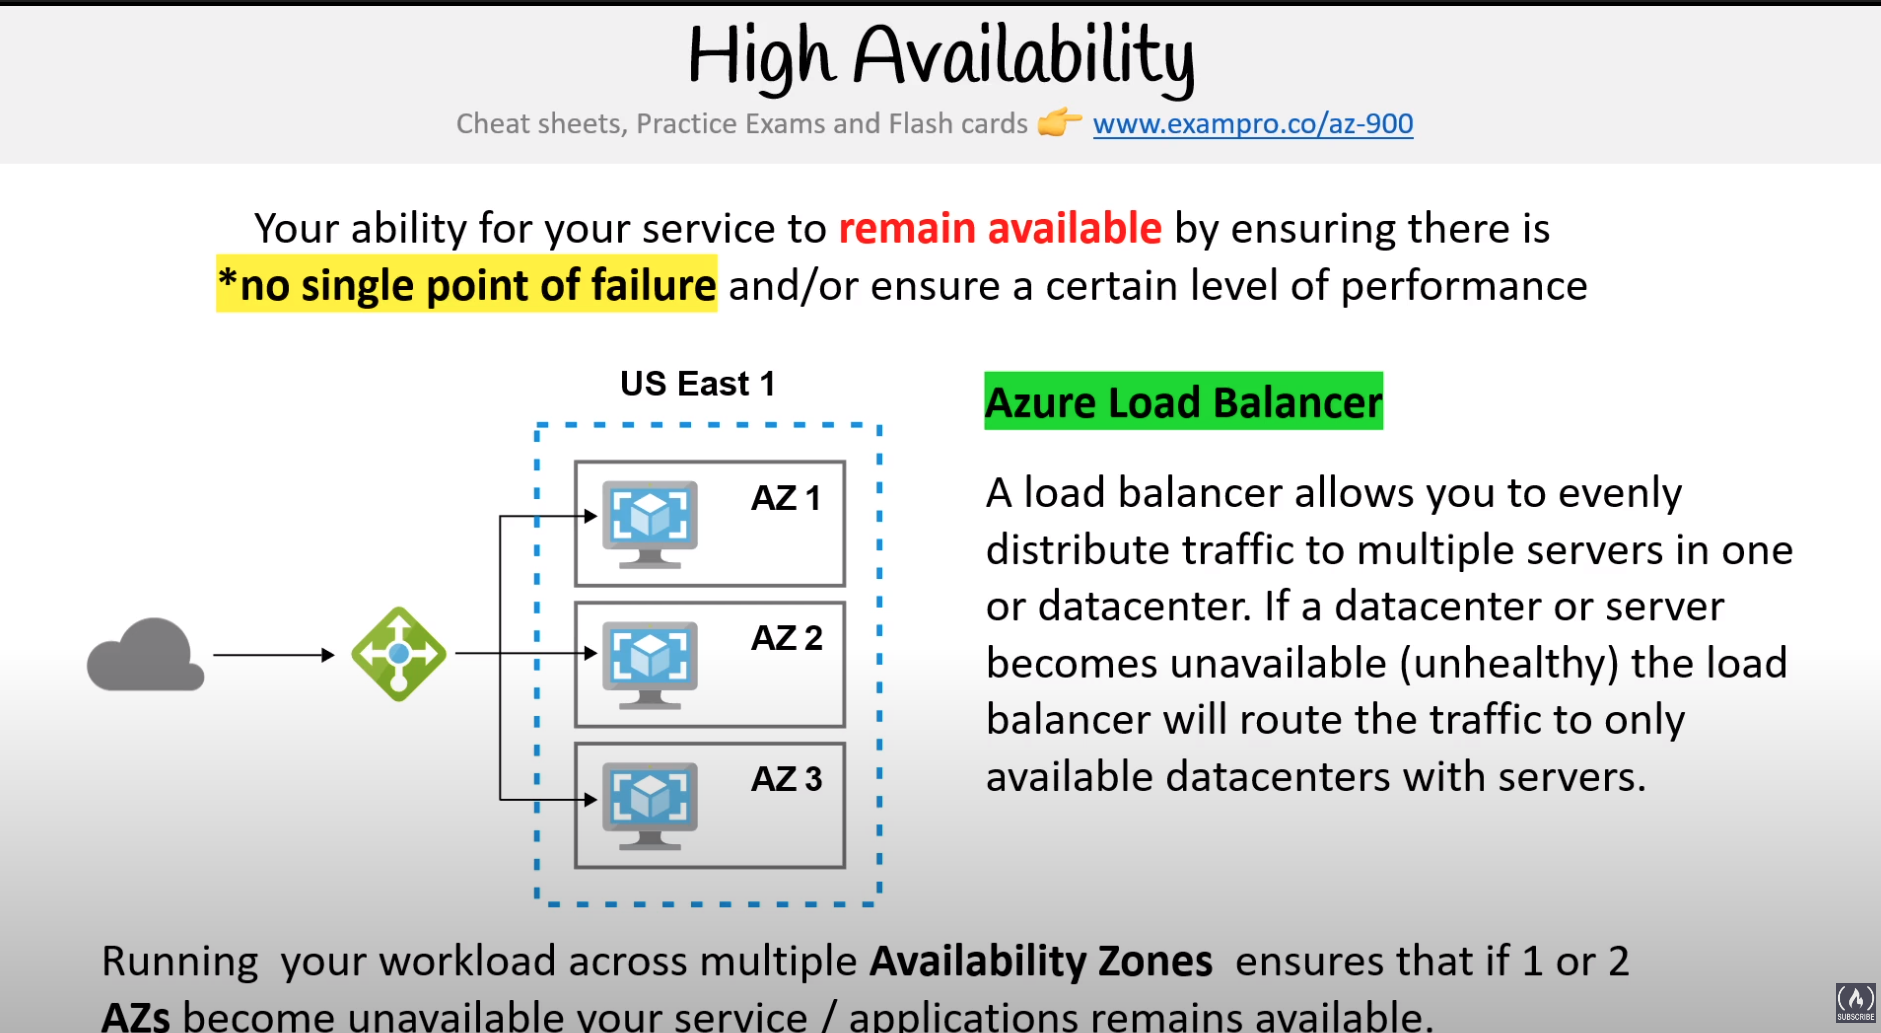 High Availability
Cheat sheets, Practice Exams and Flash cards 👉 www.exampro.co/az-900
Your ability for your service to remain available by ensuring there is
*no single point of failure and/or ensure a certain level of performance
US East 1
AZ 1
AZ 2
AZ 3
Azure Load Balancer
A load balancer allows you to evenly
distribute traffic to multiple servers in one
or datacenter. If a datacenter or server
becomes unavailable (unhealthy) the load
balancer will route the traffic to only
available datacenters with servers.
Running your workload across multiple Availability Zones ensures that if 1 or 2
AZs become unavailable your service / applications remains available.
SUBSCRIBE